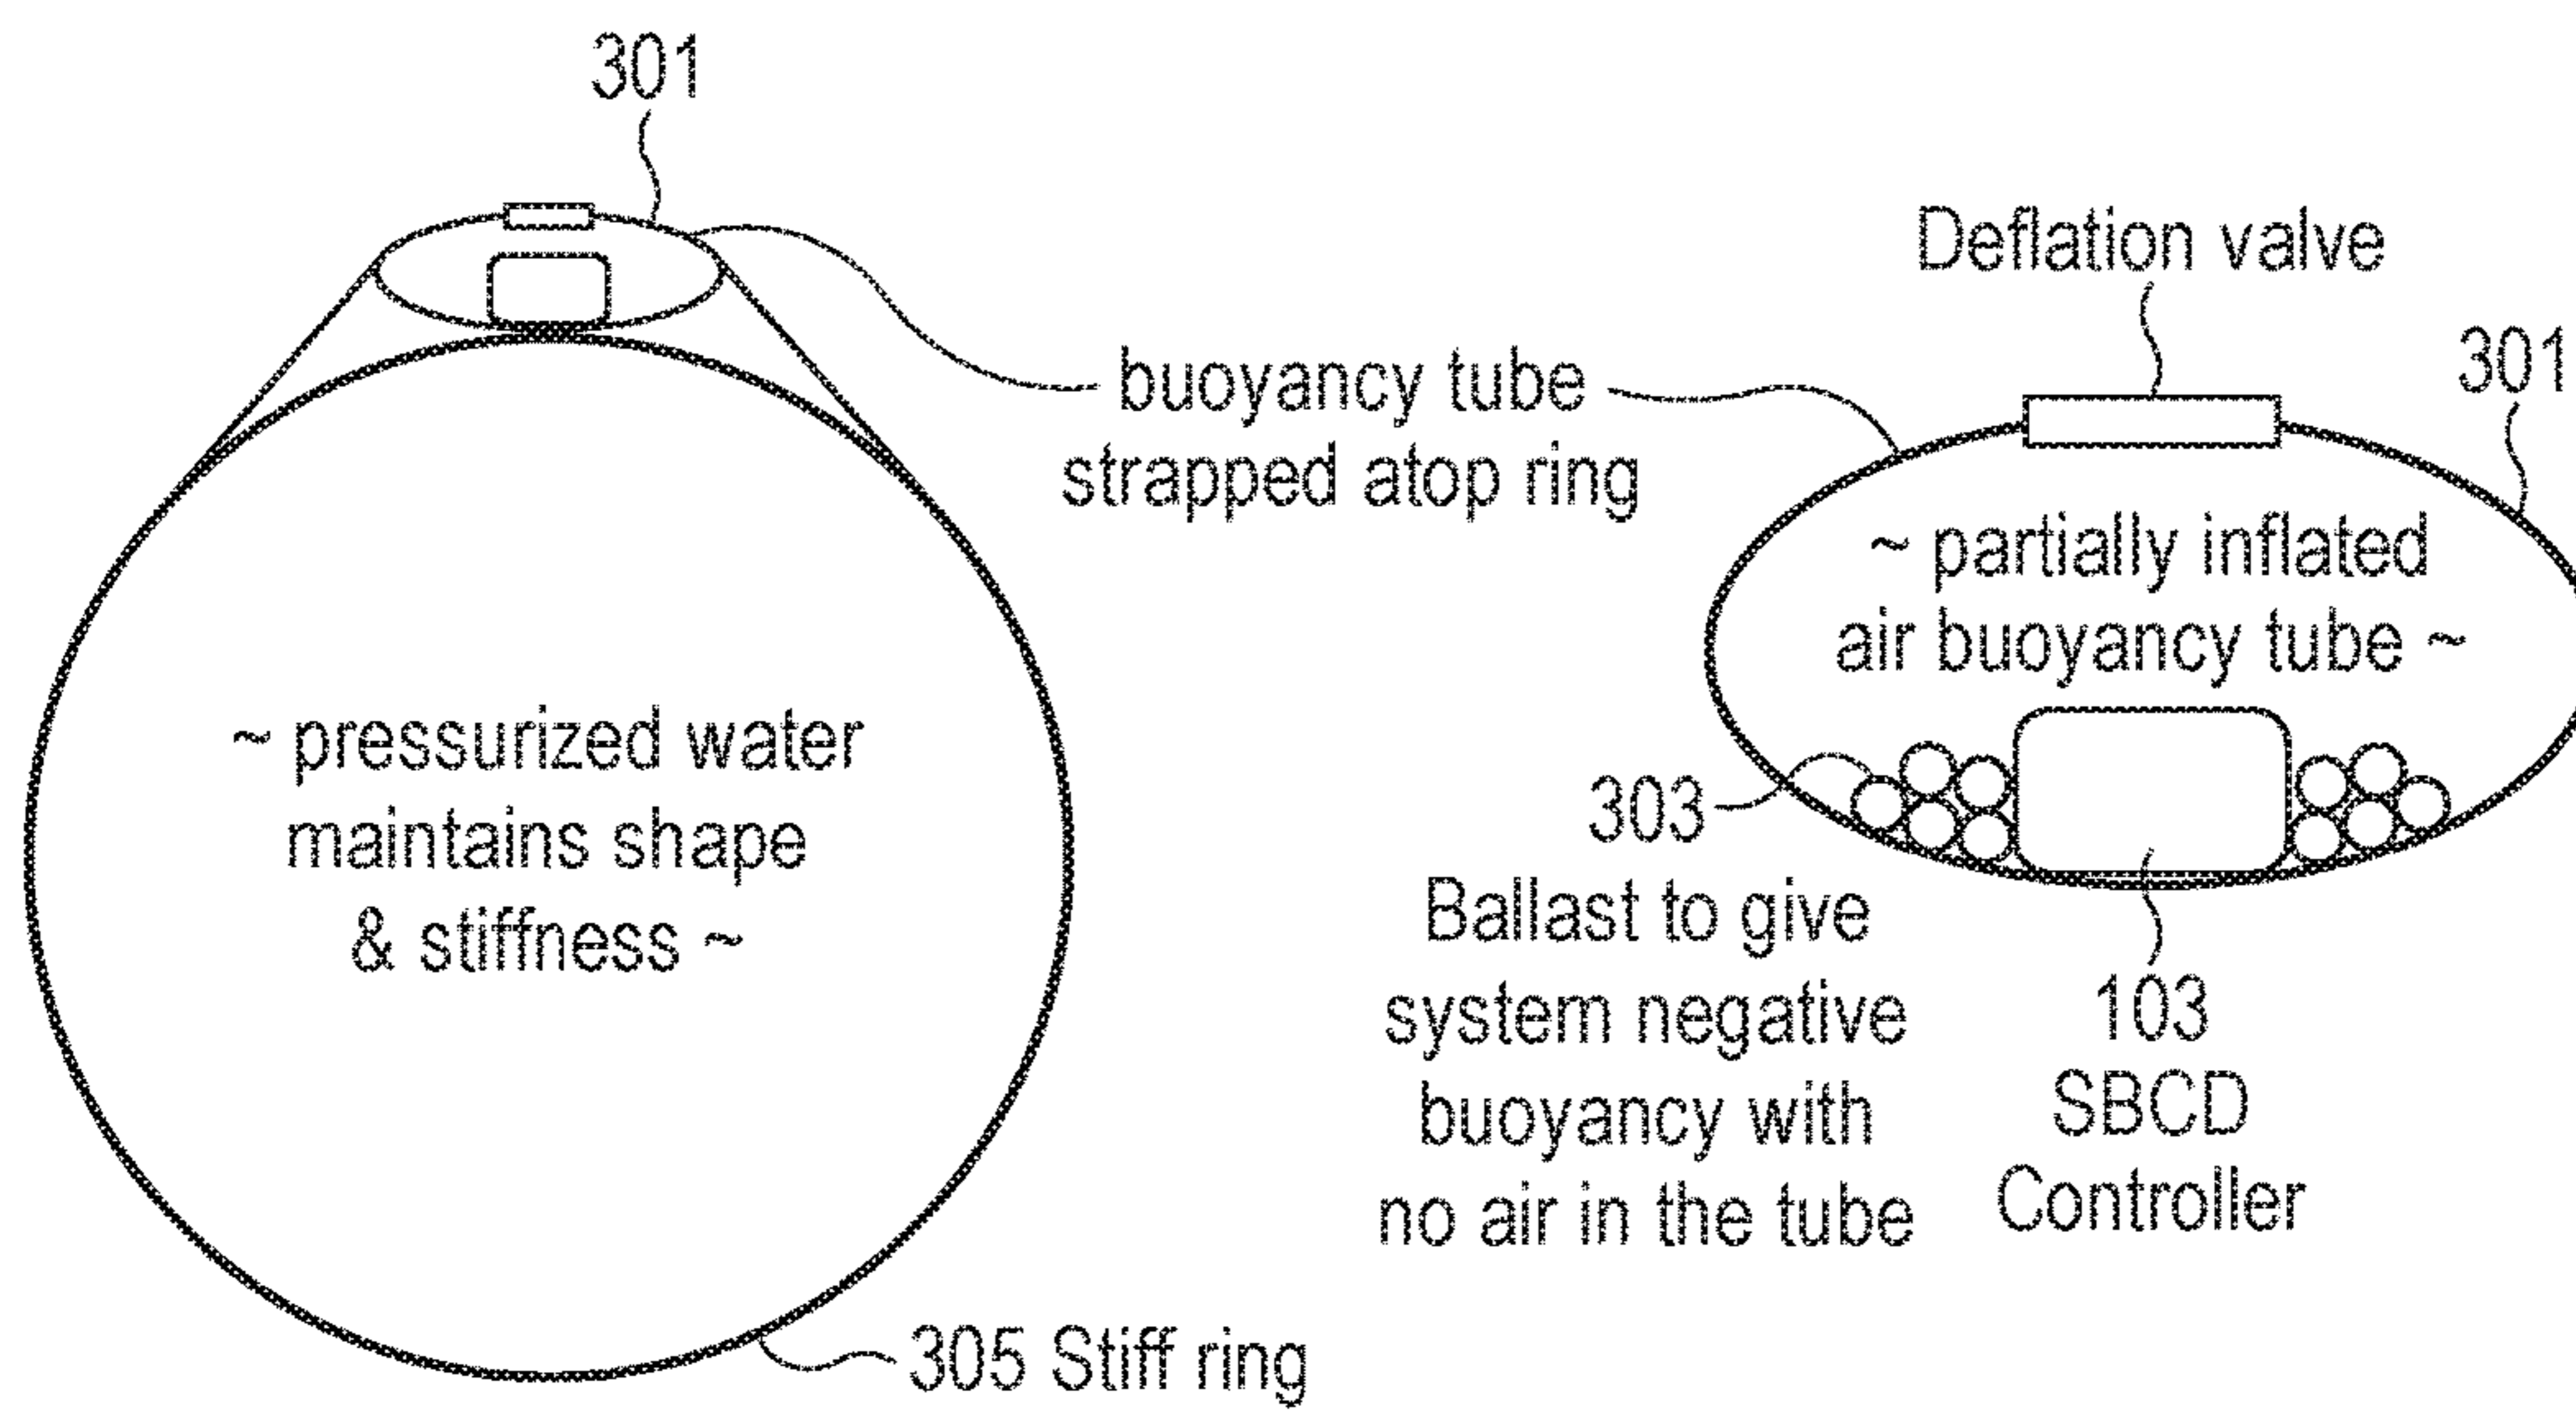 301
buoyancy tube
strapped atop ring
~ pressurized water
maintains shape
& stiffness ~
305 Stiff ring
Deflation valve
301
~ partially inflated
air buoyancy tube ~
303
Ballast to give
system negative
buoyancy with
no air in the tube
103
SBCD
Controller